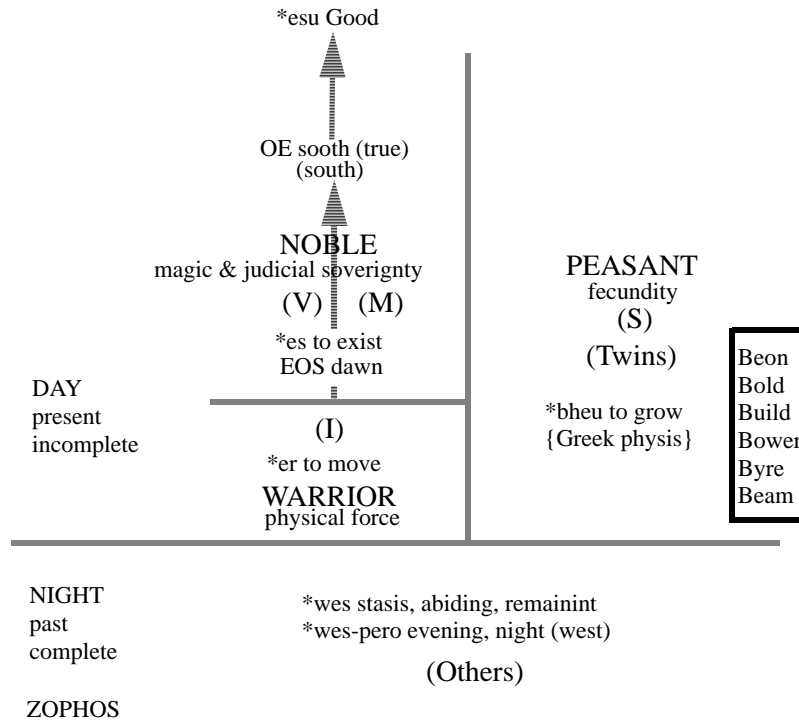 *esu Good
OE sooth (true)
(south)
NOBLE
magic & judicial soverignty
(V) (M)
*es to exist
EOS dawn
PEASANT
fecundity
(S)
(Twins)
*bheu to grow
{Greek physis}
Beon
Bold
Build
Bower
Byre
Beam
DAY
present
incomplete
(I)
*er to move
WARRIOR
physical force
NIGHT
past
complete
*wes stasis, abiding, remainint
*wes-pero evening, night (west)
(Others)
ZOPHOS